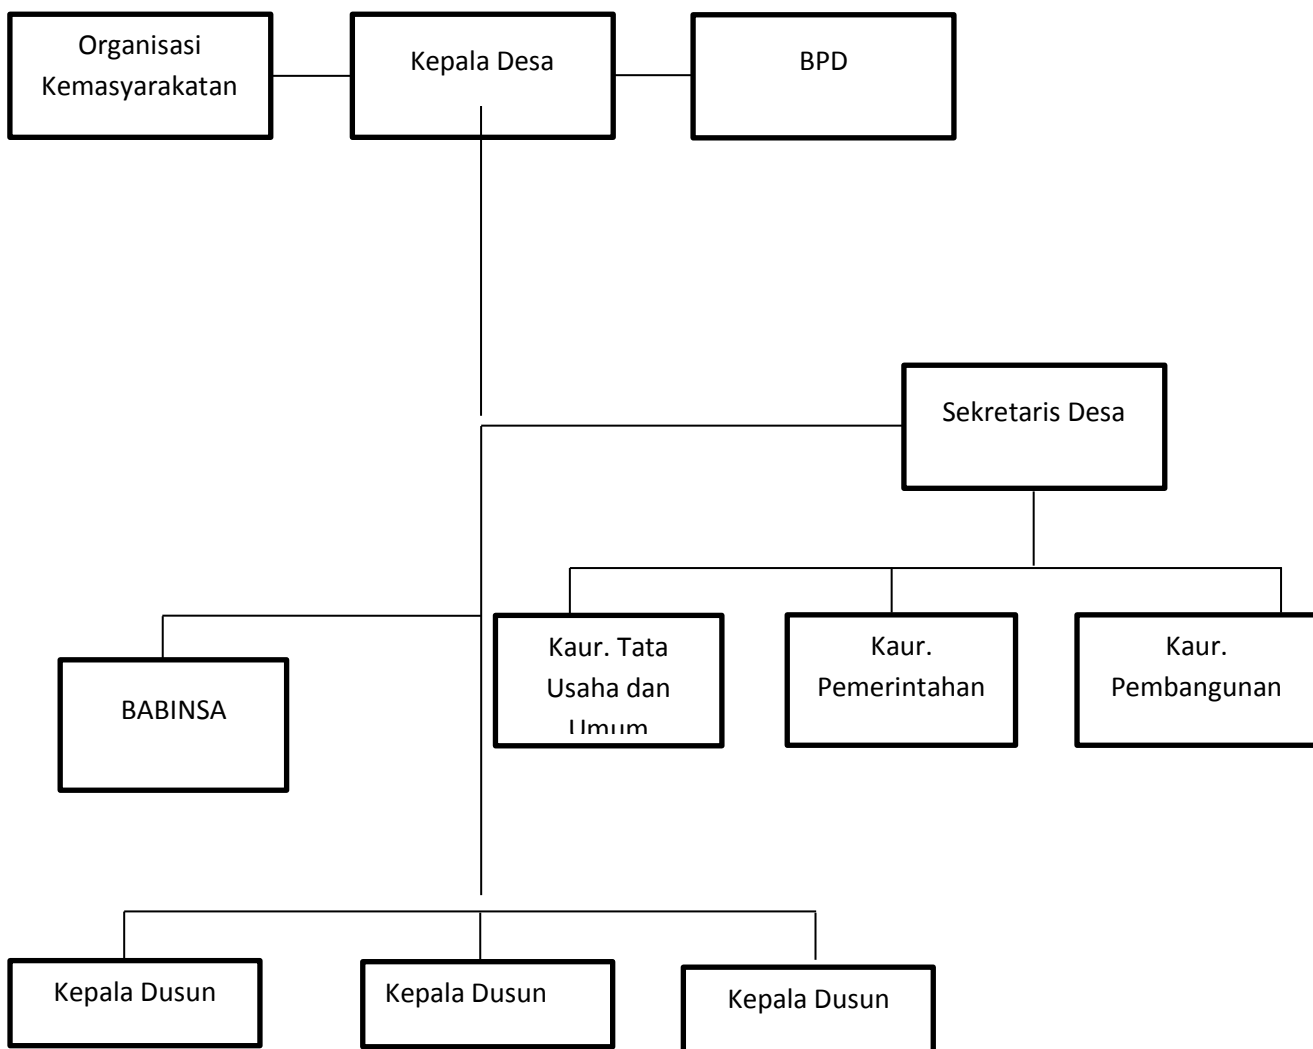 Organisasi
Kemasyarakatan
Kepala Desa
BPD
Sekretaris Desa
Kaur. Tata
Usaha dan
Umum
Kaur.
Pemerintahan
Kaur.
Pembangunan
BABINSA
Kepala Dusun
Kepala Dusun
Kepala Dusun